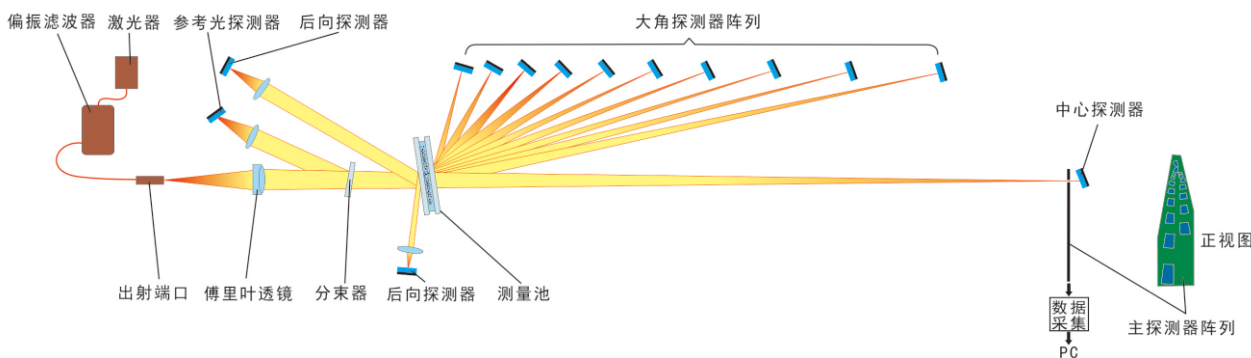 偏振滤波器
激光器
参考光探测器
后向探测器
大角探测器阵列
中心探测器
正视图
出射端口
傅里叶透镜
分束器
后向探测器
测量池
数据
采集
主探测器阵列
PC